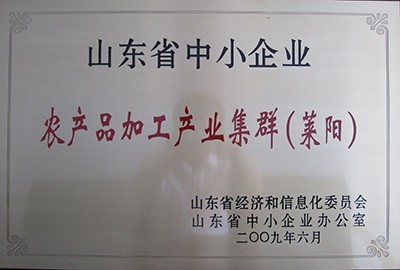 山东省中小企业
农产品加工产业集群(莱阳)
山东省经济和信息化委员会
山东省中小企业办公室
二〇〇九年六月